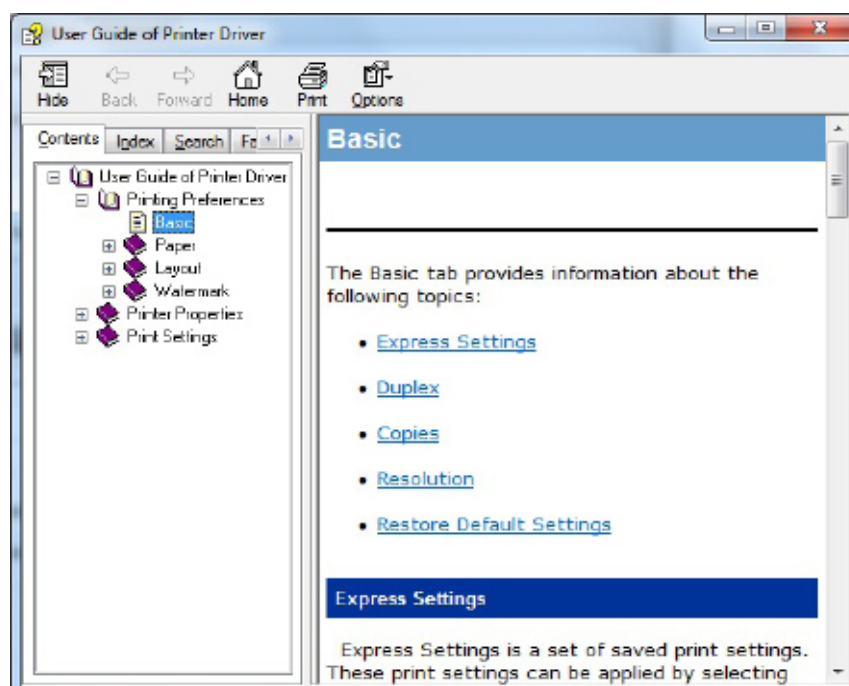 User Guide of Printer Driver
Hide Back Forward Home Print Options
Contents Index Search
User Guide of Printer Driver
Printing Preferences
Basic
Paper
Layout
Watermark
Printer Properties
Print Settings
Basic
The Basic tab provides information about the
following topics:
• Express Settings
• Duplex
• Copies
• Resolution
• Restore Default Settings
Express Settings
Express Settings is a set of saved print settings.
These print settings can be applied by selecting